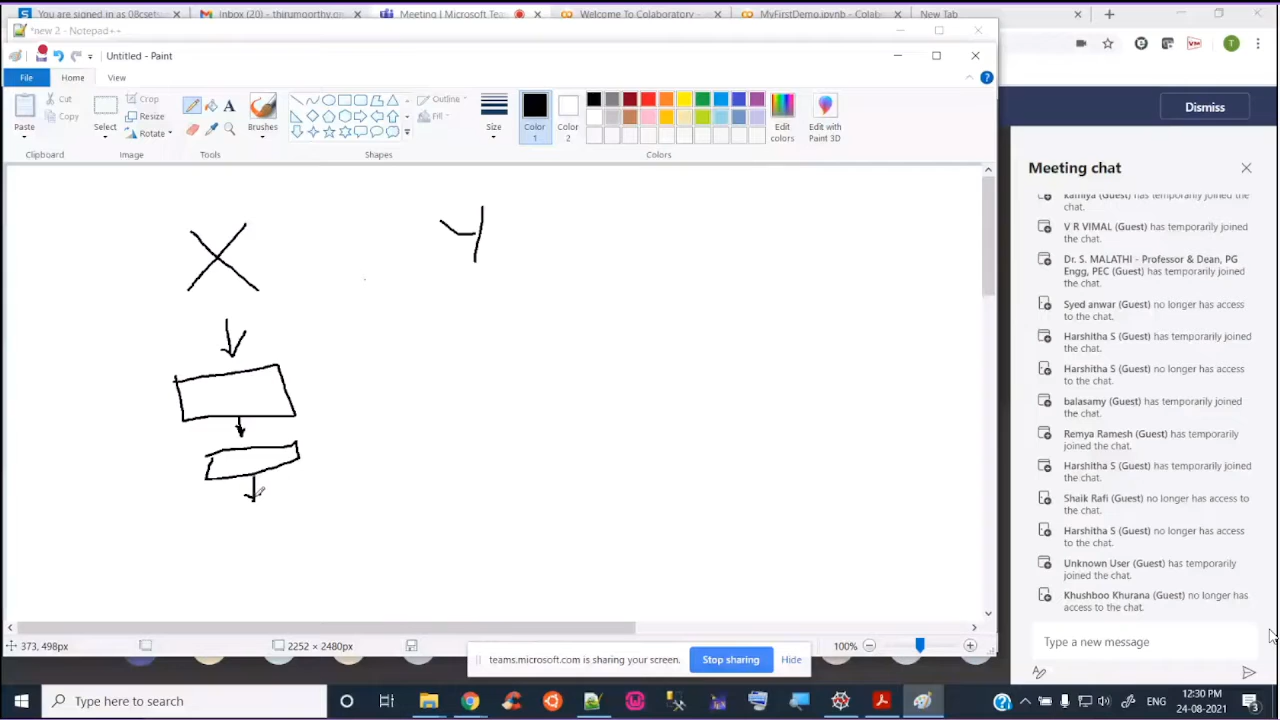 You are signed in as 08cset
Inbox (20) - thirumoorthy.g
Meeting | Microsoft Tea
Welcome To Colaboratory -
MyFirstDemo.ipynb - Colab
New Tab
*new 2 - Notepad++
Untitled - Paint
File
Home
View
Paste
Cut
Copy
Clipboard
Select
Crop
Resize
Rotate
Image
A
Tools
Brushes
Outline
Fill
Shapes
Size
Color
1
Color
2
Edit
colors
Edit with
Paint 3D
Colors
T
Dismiss
Meeting chat
kamiya (Guest) has temporarily joined the
chat.
V R VIMAL (Guest) has temporarily joined
the chat.
Dr. S. MALATHI - Professor & Dean, PG
Engg, PEC (Guest) has temporarily joined
the chat.
Syed anwar (Guest) no longer has access
to the chat.
Harshitha S (Guest) has temporarily joined
the chat.
Harshitha S (Guest) no longer has access
to the chat.
balasamy (Guest) has temporarily joined
the chat.
Remya Ramesh (Guest) has temporarily
joined the chat.
Harshitha S (Guest) has temporarily joined
the chat.
Shaik Rafi (Guest) no longer has access to
the chat.
Harshitha S (Guest) no longer has access
to the chat.
Unknown User (Guest) has temporarily
joined the chat.
Khushboo Khurana (Guest) no longer has
access to the chat.
Type a new message
X
Y
373, 498px
2252 × 2480px
100%
teams.microsoft.com is sharing your screen.
Stop sharing
Hide
Type here to search
ENG
12:30 PM
24-08-2021
3